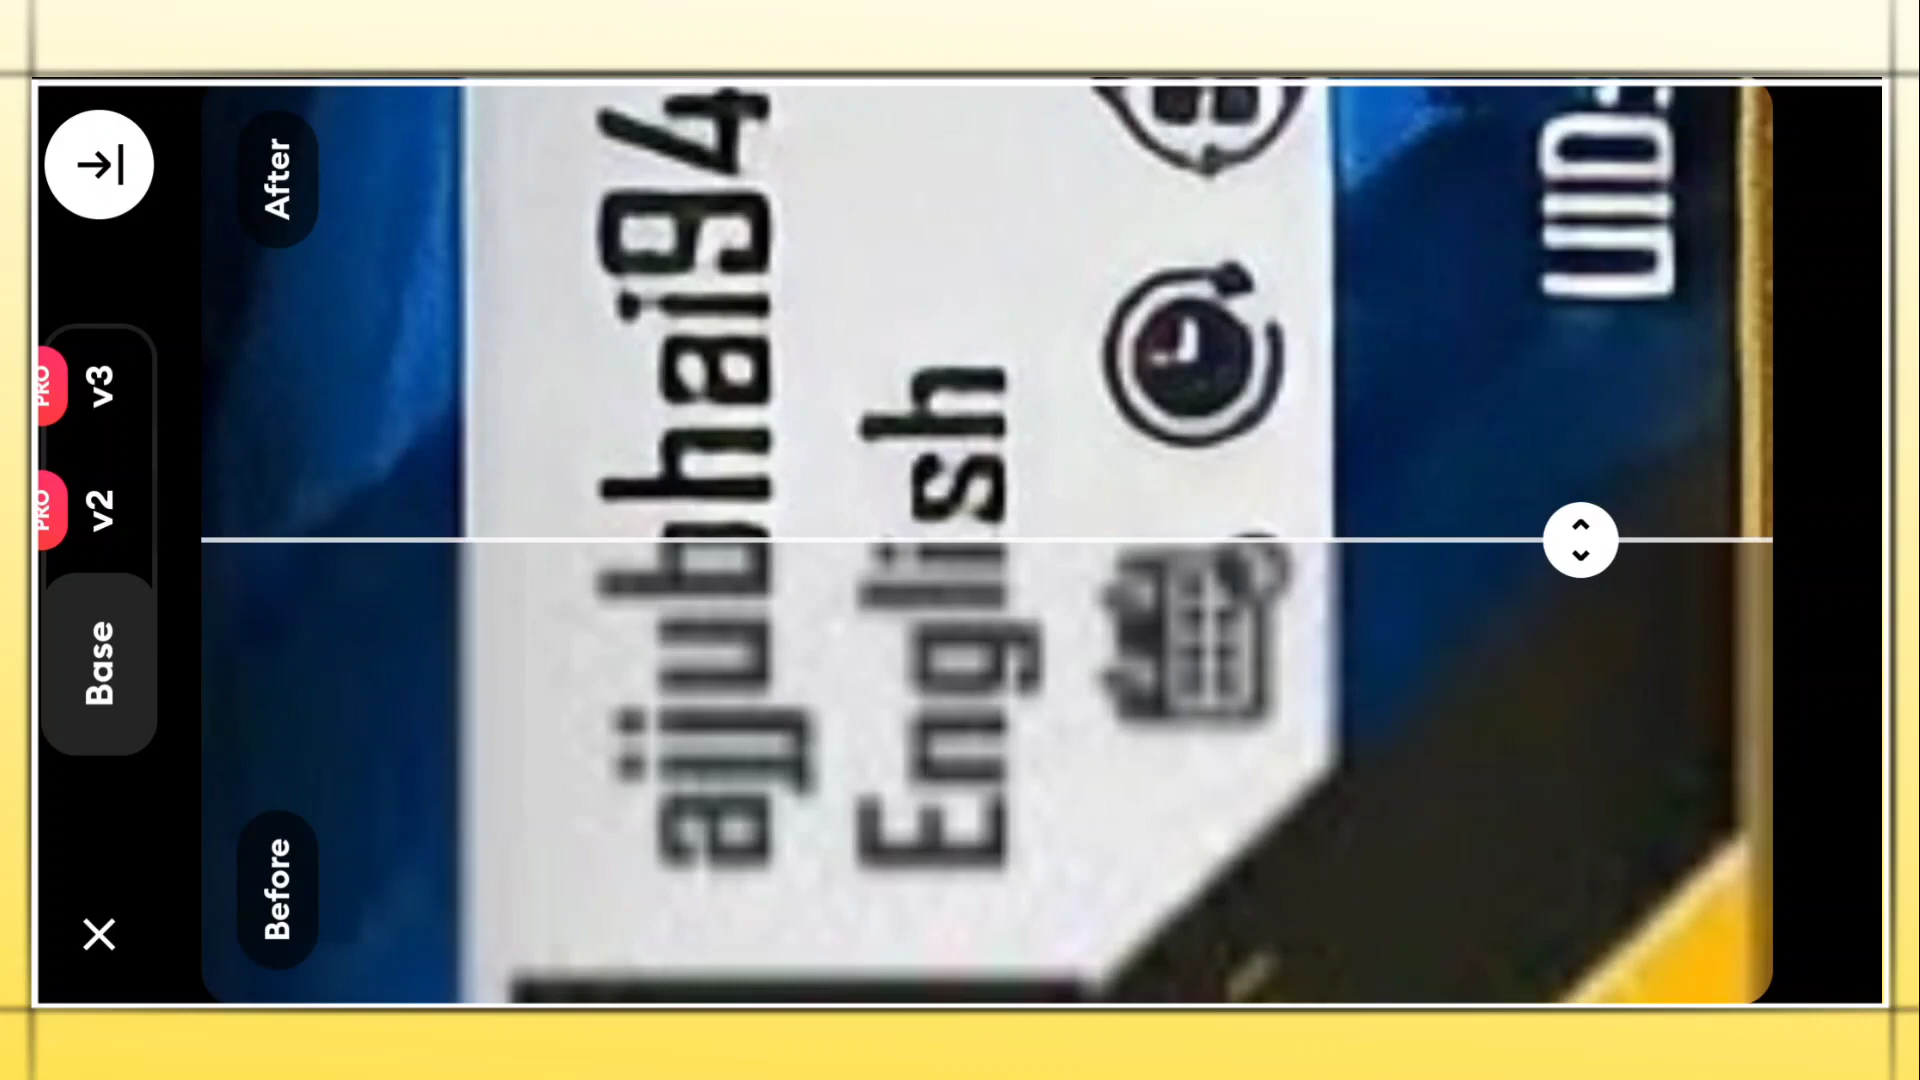 PRO PRO
Base v2 v3
Before After
ajjubhai94
English
UID: